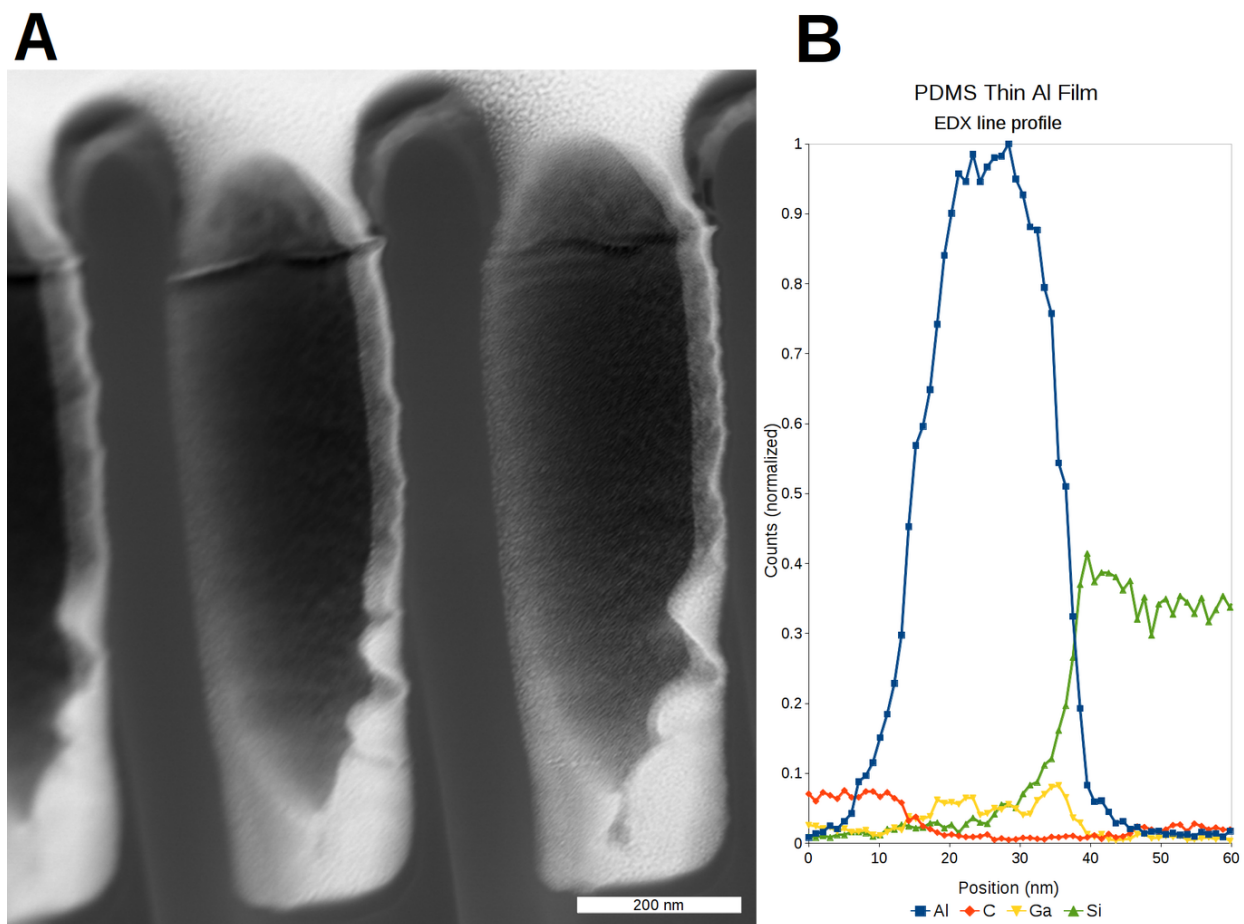 A
B
PDMS Thin Al Film
EDX line profile
1
0.9
0.8
0.7
0.6
0.5
0.4
0.3
0.2
0.1
0
Counts (normalized)
0 10 20 30 40 50 60
Position (nm)
Al C Ga Si
200 nm